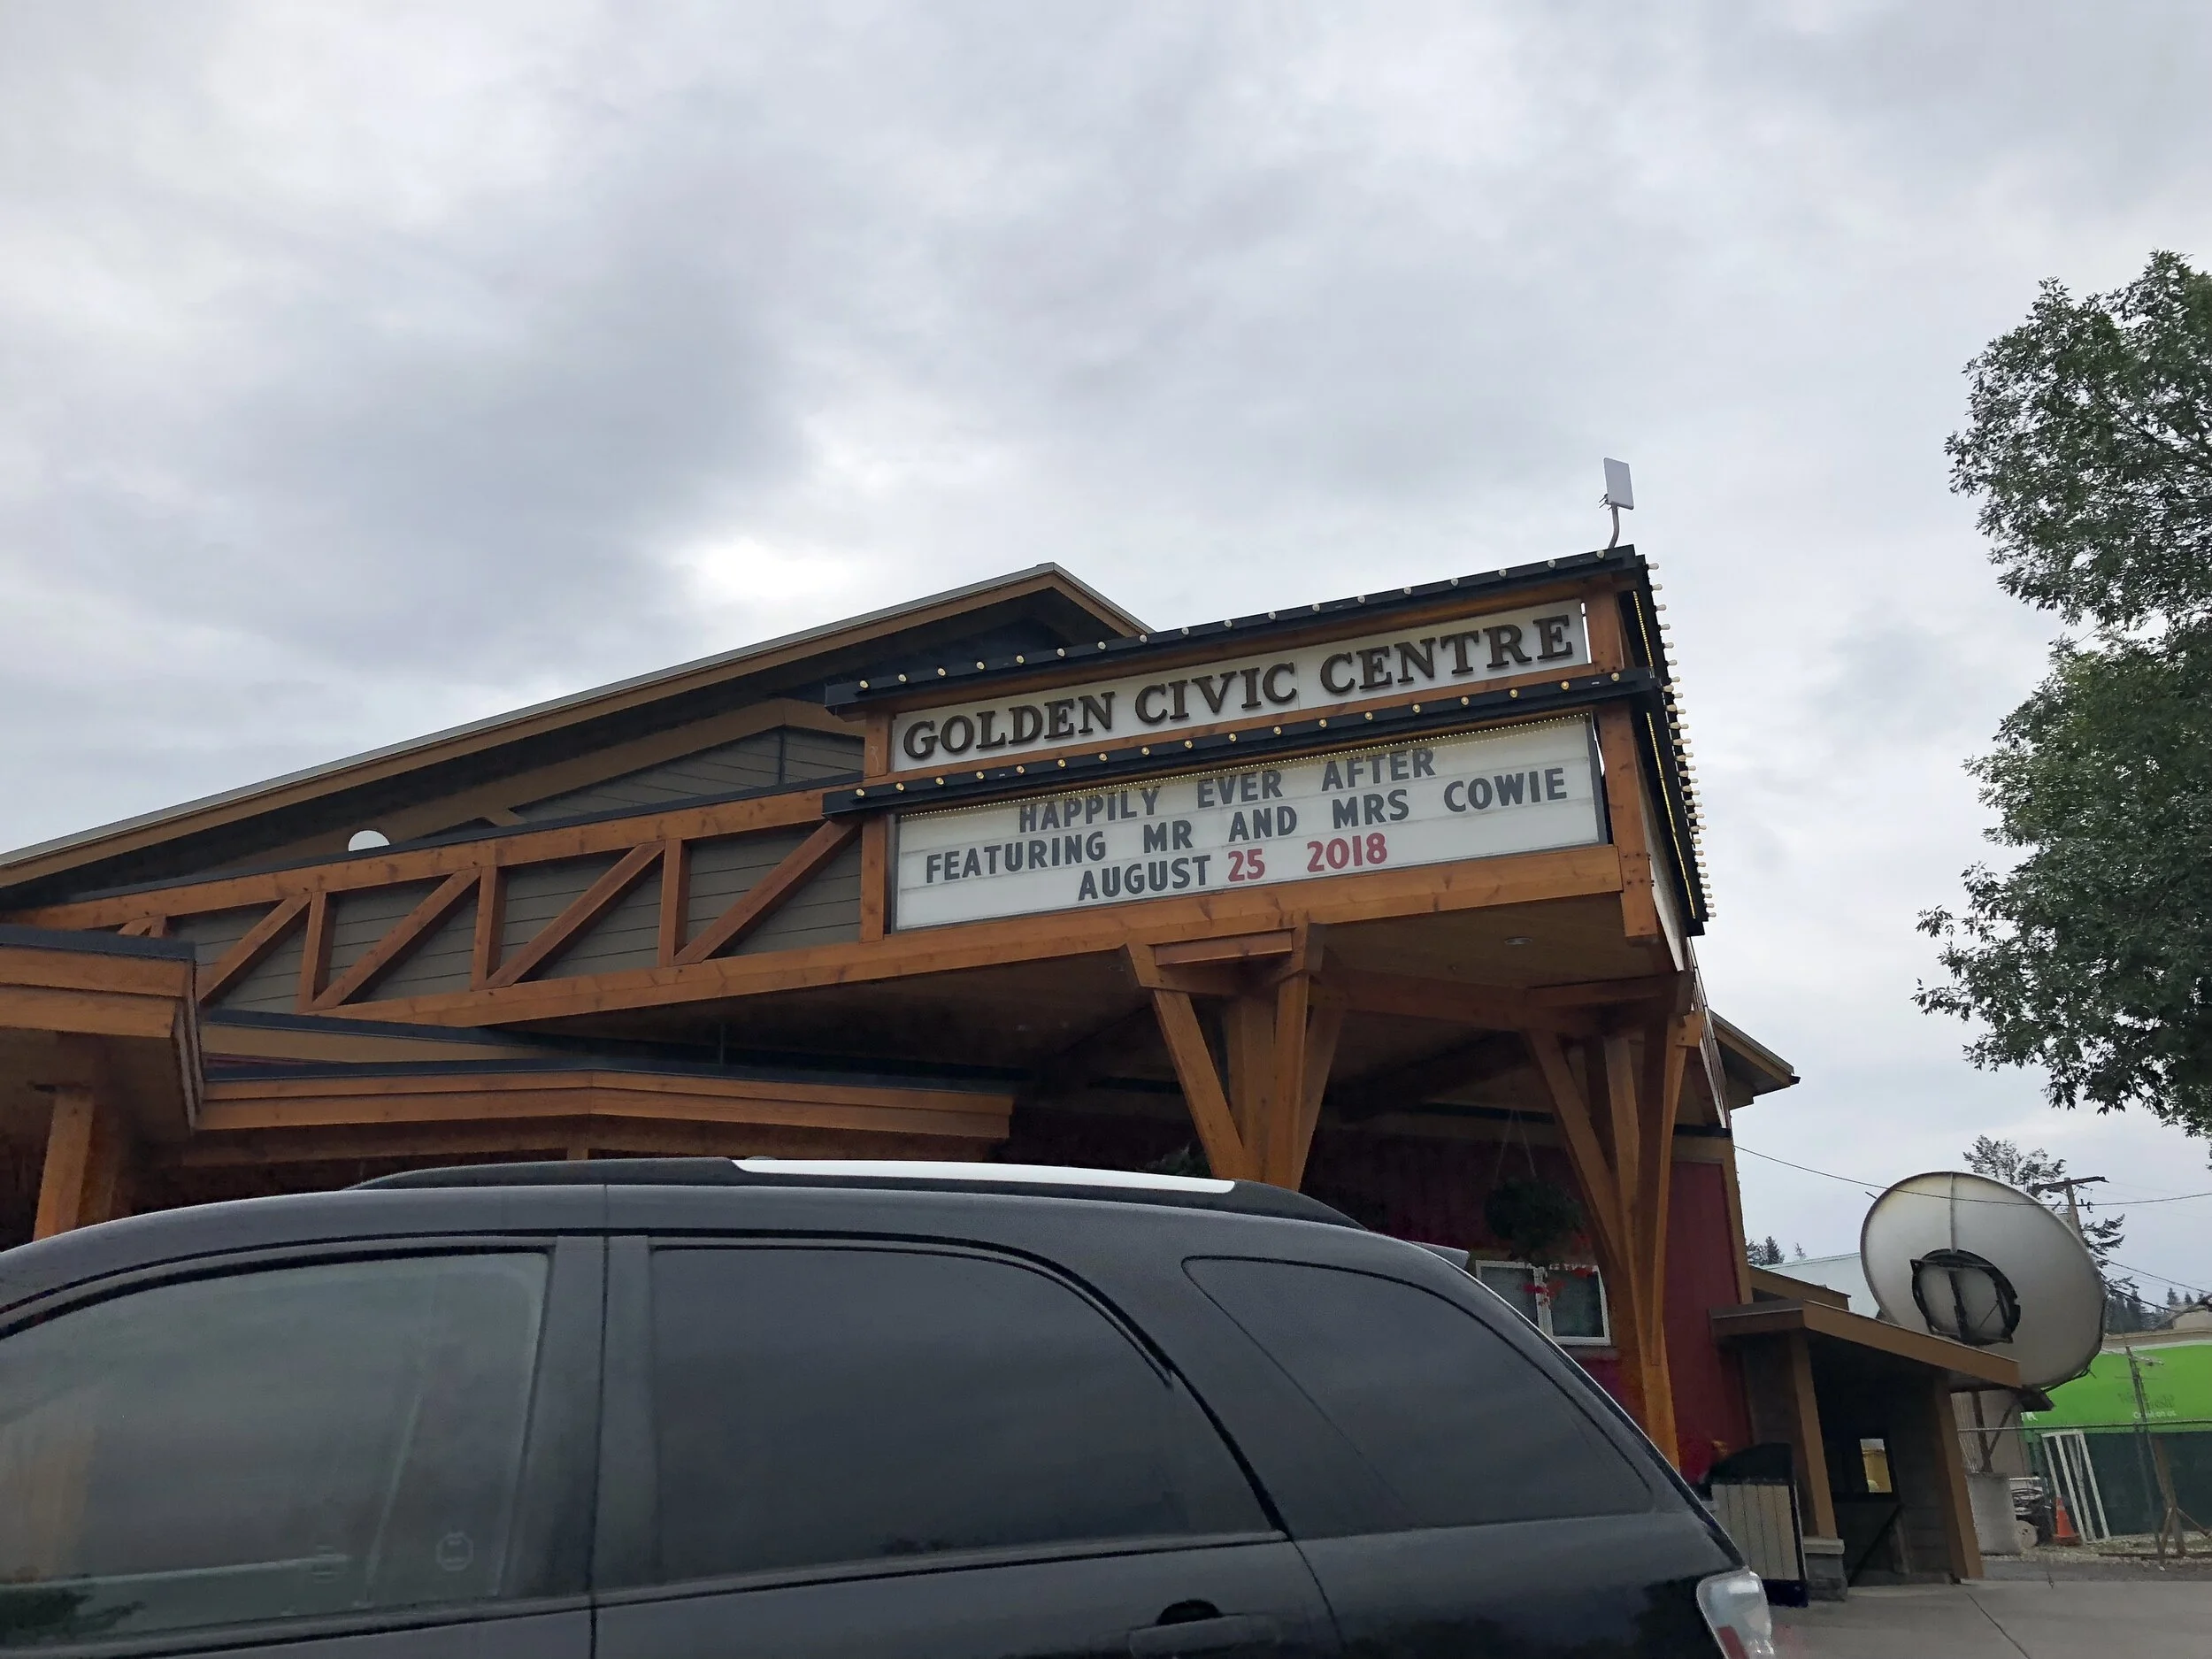 GOLDEN CIVIC CENTRE
HAPPILY EVER AFTER
FEATURING MR AND MRS COWIE
AUGUST 25 2018